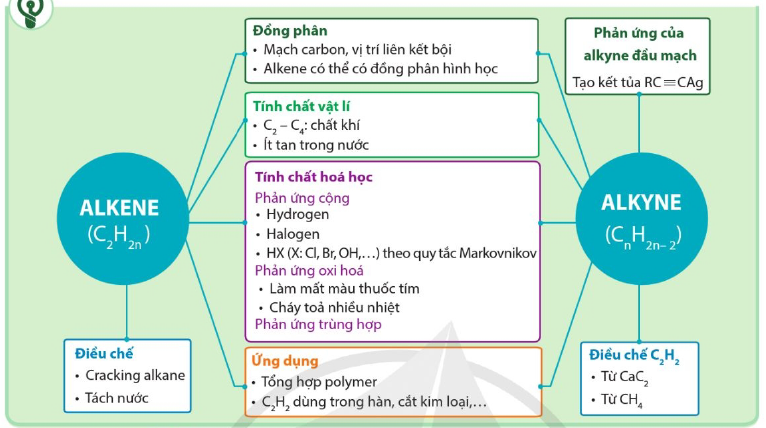 Đồng phân
• Mạch carbon, vị trí liên kết bội
• Alkene có thể có đồng phân hình học
Phản ứng của
alkyne đầu mạch
Tạo kết tủa RC≡CAg
Tính chất vật lí
• C₂ – C₄: chất khí
• Ít tan trong nước
ALKENE
(C₂H₂ₙ)
Tính chất hoá học
Phản ứng cộng
• Hydrogen
• Halogen
• HX (X: Cl, Br, OH,…) theo quy tắc Markovnikov
Phản ứng oxi hoá
• Làm mất màu thuốc tím
• Cháy toả nhiều nhiệt
Phản ứng trùng hợp
ALKYNE
(CₙH₂ₙ₋₂)
Điều chế
• Cracking alkane
• Tách nước
Ứng dụng
• Tổng hợp polymer
• C₂H₂ dùng trong hàn, cắt kim loại,…
Điều chế C₂H₂
• Từ CaC₂
• Từ CH₄